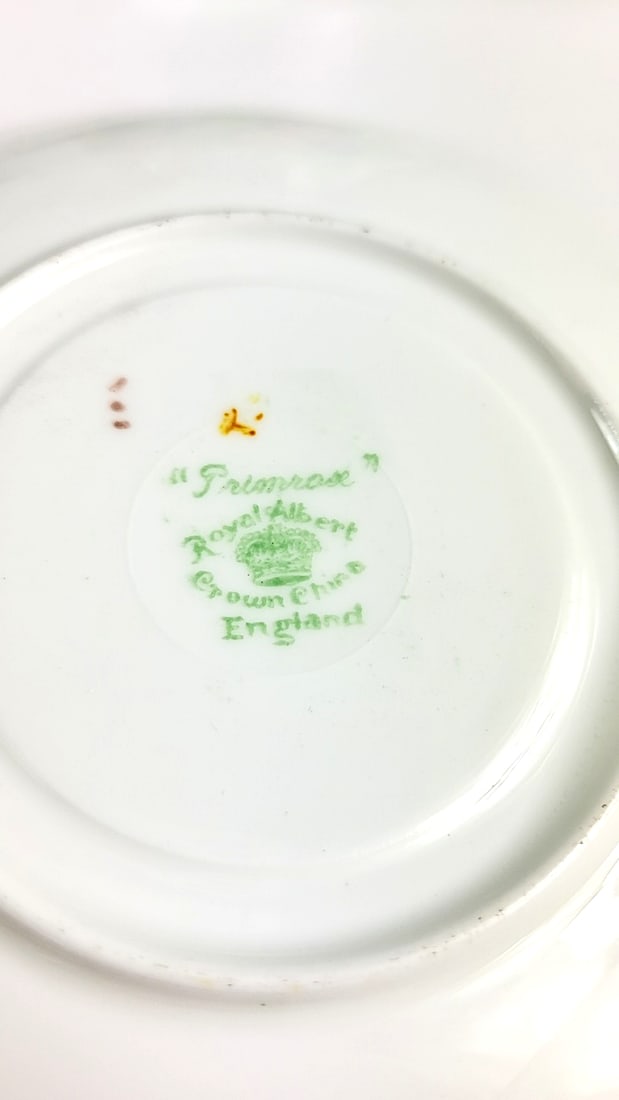 "Primrose"
Royal Albert
Crown China
England